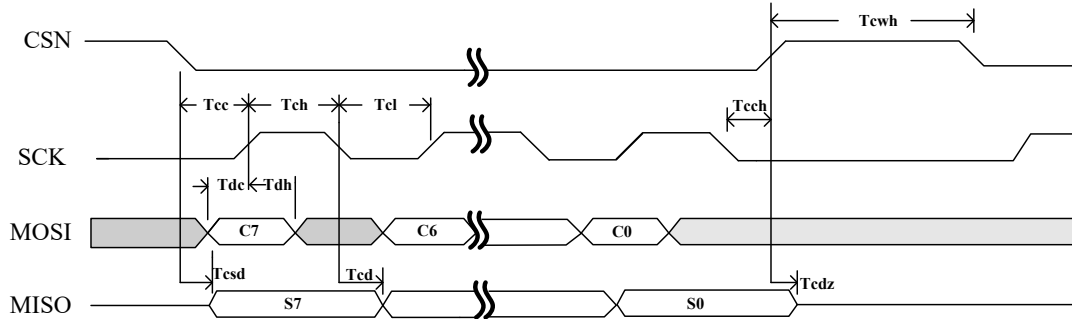 Tcwh
CSN
Tcc Tch Tcl Tcch
SCK
Tdc Tdh
MOSI C7 C6 C0
Tcsd Tcd Tcdz
MISO S7 S0